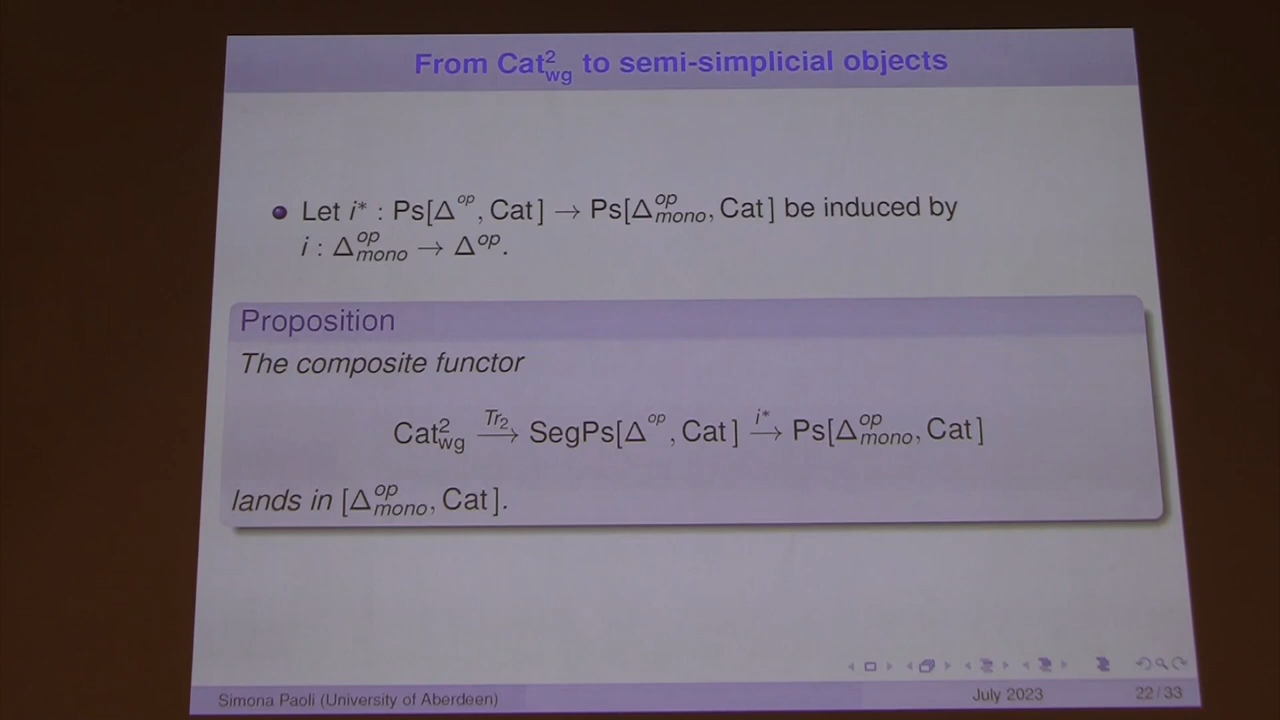 From Cat²_wg to semi-simplicial objects
Let i* : Ps[Δ^op, Cat] → Ps[Δ^op_mono, Cat] be induced by
i : Δ^op_mono → Δ^op.
Proposition
The composite functor
Cat²_wg —Tr₂→ SegPs[Δ^op, Cat] —i*→ Ps[Δ^op_mono, Cat]
lands in [Δ^op_mono, Cat].
Simona Paoli (University of Aberdeen) July 2023 22/33